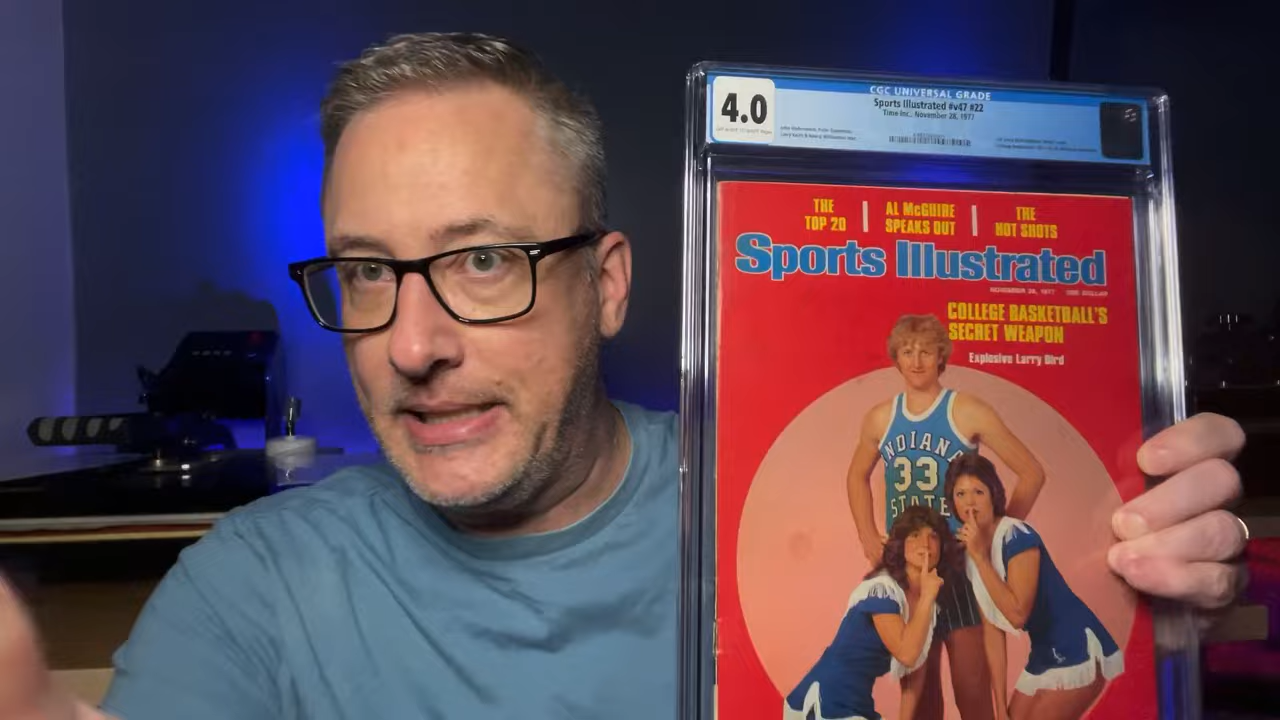 CGC UNIVERSAL GRADE
4.0
Sports Illustrated #v47 #22
Time Inc., November 28, 1977
THE TOP 20
AL McGUIRE SPEAKS OUT
THE HOT SHOTS
Sports Illustrated
NOVEMBER 28, 1977 ONE DOLLAR
COLLEGE BASKETBALL'S
SECRET WEAPON
Explosive Larry Bird
INDIANA
33
STATE